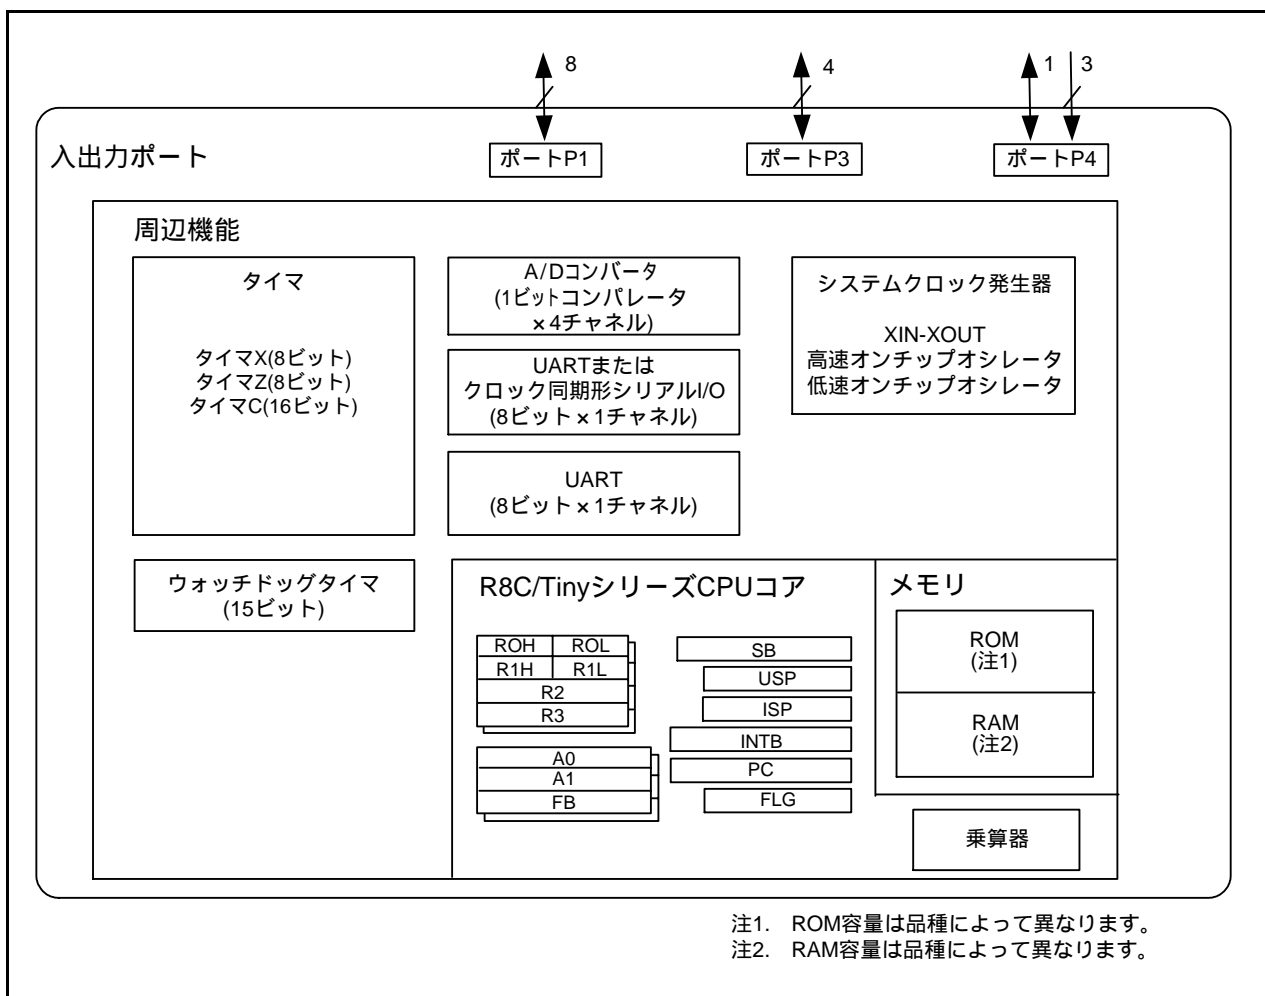 8
4
1
3
入出力ポート
ポートP1
ポートP3
ポートP4
周辺機能
タイマ
タイマX(8ビット)
タイマZ(8ビット)
タイマC(16ビット)
A/Dコンバータ
(1ビットコンパレータ
×4チャネル)
UARTまたは
クロック同期形シリアルI/O
(8ビット×1チャネル)
UART
(8ビット×1チャネル)
システムクロック発生器
XIN-XOUT
高速オンチップオシレータ
低速オンチップオシレータ
ウォッチドッグタイマ
(15ビット)
R8C/TinyシリーズCPUコア
ROH ROL
R1H R1L
R2
R3
A0
A1
FB
SB
USP
ISP
INTB
PC
FLG
メモリ
ROM
(注1)
RAM
(注2)
乗算器
注1. ROM容量は品種によって異なります。
注2. RAM容量は品種によって異なります。